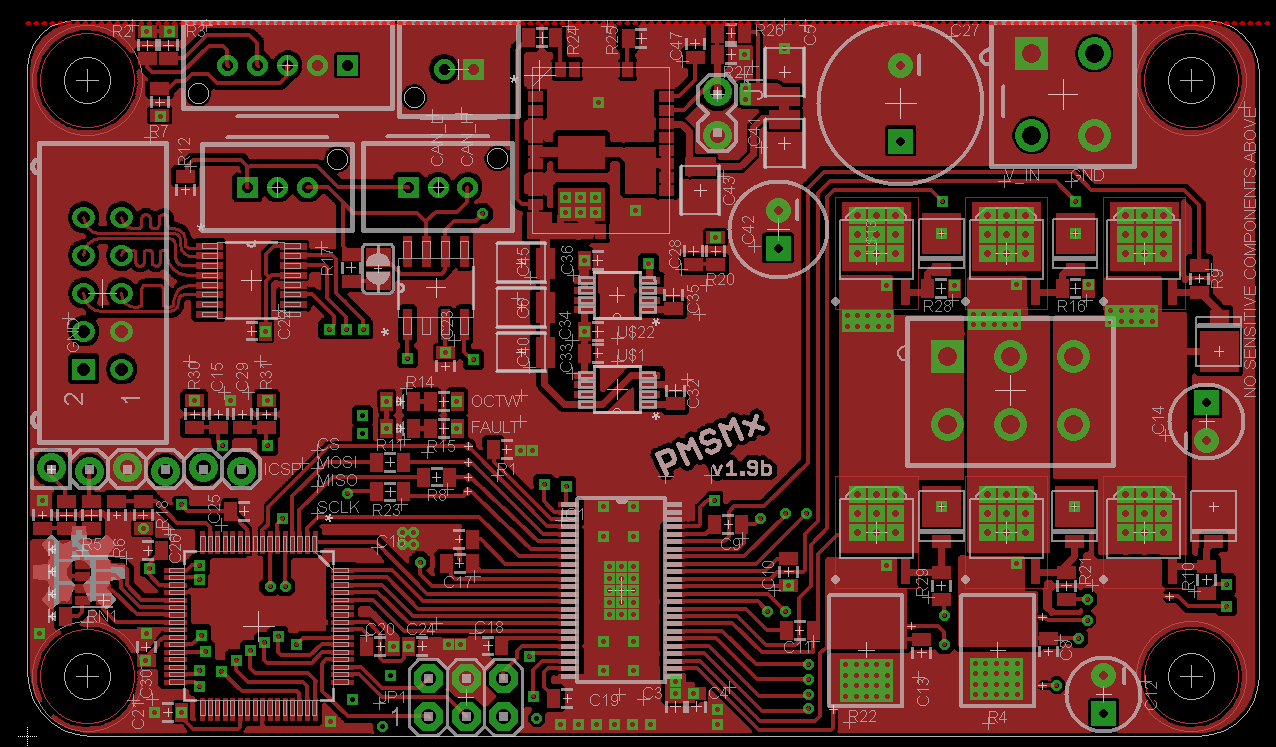 R2
R3
R24
R25
C47
R26
C5
C27
R27
R7
C41
R12
CAN_L
CAN_H
V_IN
GND
C43
C42
NO SENSITIVE COMPONENTS ABOVE
R17
C45
C36
C28
R20
R28
R16
R9
C35
GND
C22
C23
C34
U$22
C33
U$1
C40
C32
R30
C15
C29
R31
R14
OCTW
R15
FAULT
2
1
C14
PMSMx
v1.9b
CS
R11
MOSI
MISO
SCLK
R8
R23
R1
ICSP
C25
R18
C26
R5
R6
RN1
C16
C17
C9
C10
C11
R29
R21
R10
C20
C24
C18
C30
C2
JP1
1
C19
C3
C4
R22
C13
R4
C8
C12